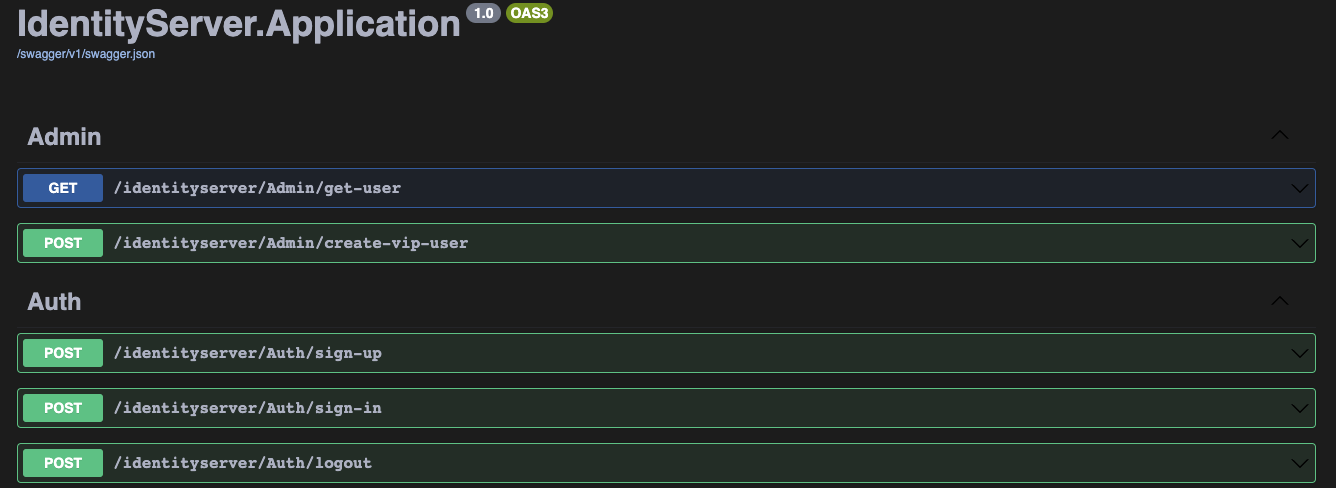 IdentityServer.Application 1.0 OAS3
/swagger/v1/swagger.json
Admin
GET /identityserver/Admin/get-user
POST /identityserver/Admin/create-vip-user
Auth
POST /identityserver/Auth/sign-up
POST /identityserver/Auth/sign-in
POST /identityserver/Auth/logout